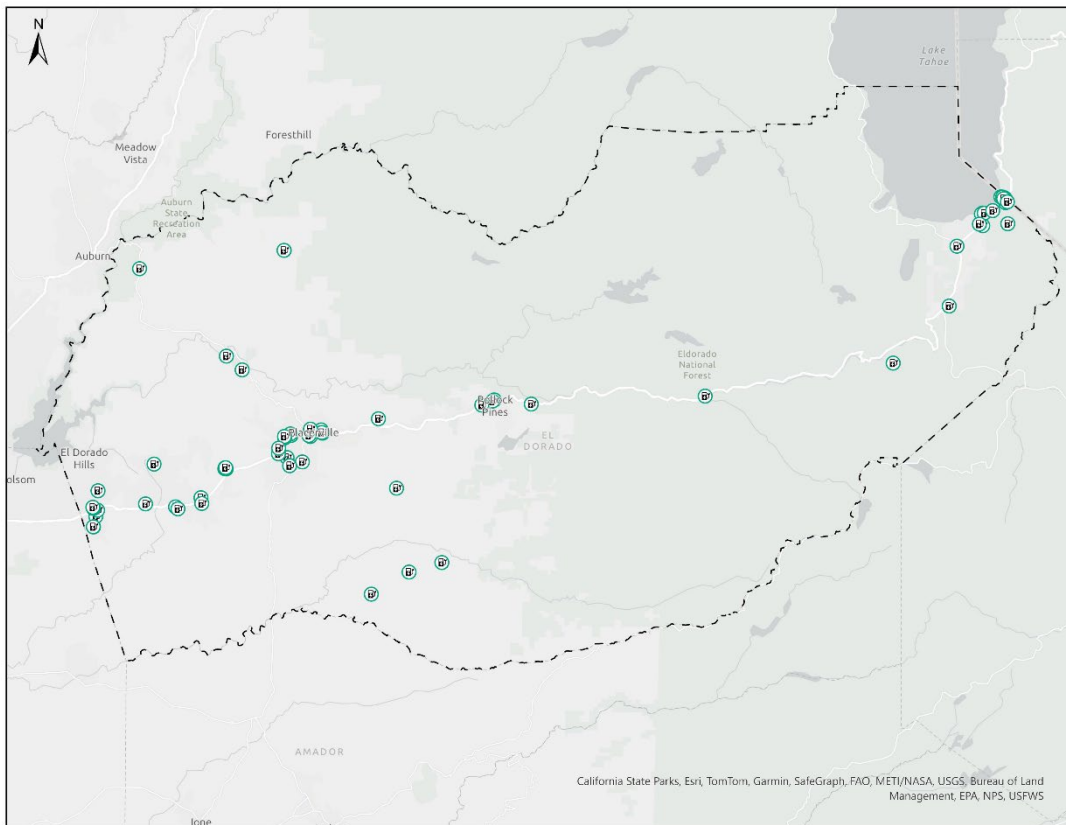 N
Lake
Tahoe
Foresthill
Meadow
Vista
Auburn
State
Recreation
Area
Auburn
Eldorado
National
Forest
Pollock
Pines
Placerville
EL
DORADO
El Dorado
Hills
olsom
AMADOR
California State Parks, Esri, TomTom, Garmin, SafeGraph, FAO, METI/NASA, USGS, Bureau of Land
Management, EPA, NPS, USFWS
Ione